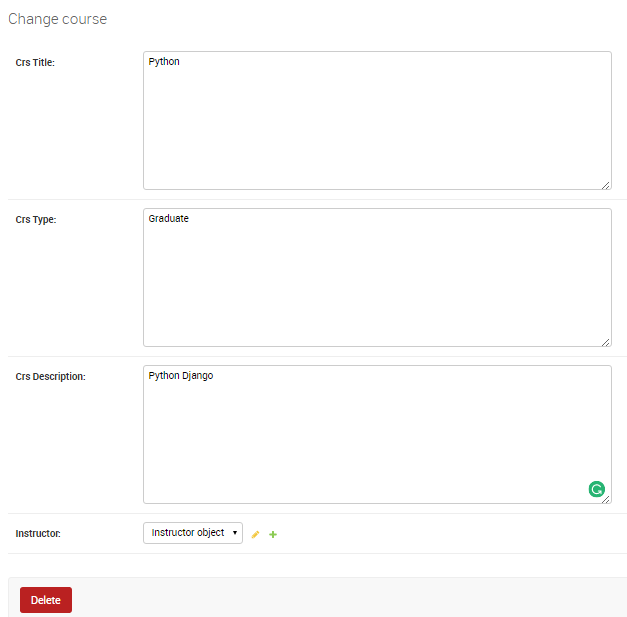 Change course
Crs Title:
Python
Crs Type:
Graduate
Crs Description:
Python Django
Instructor:
Instructor object
Delete